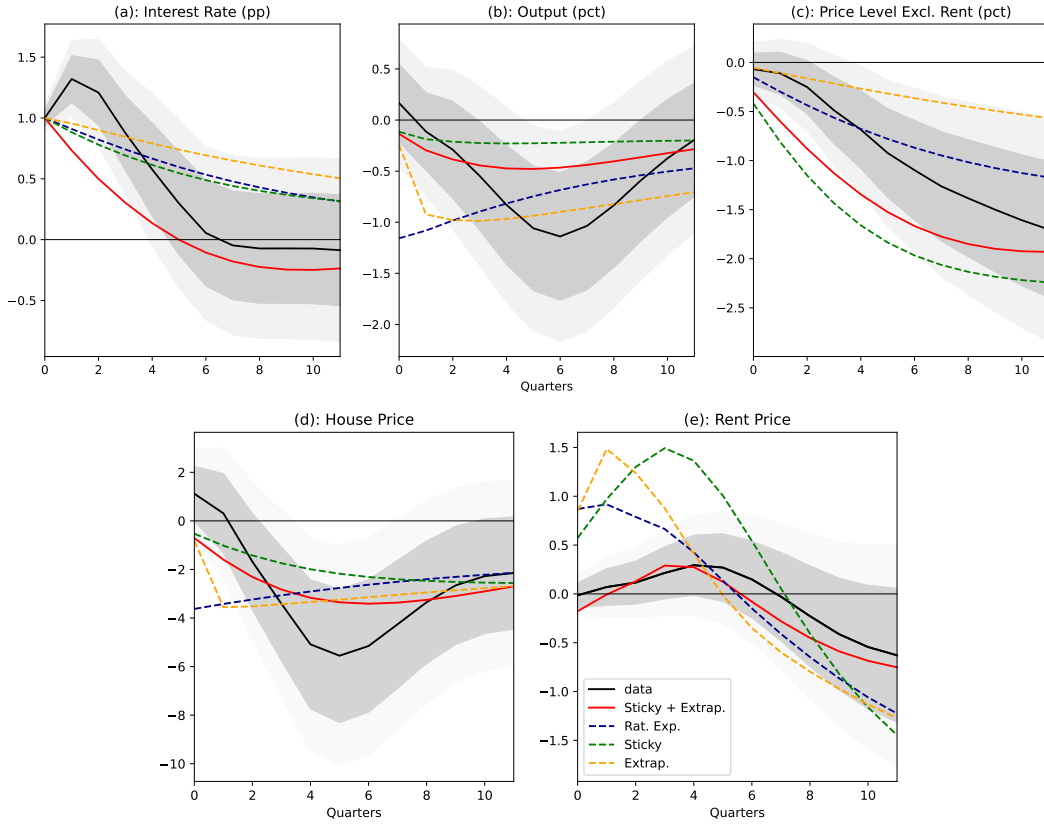 (a): Interest Rate (pp)
1.5
1.0
0.5
0.0
−0.5
0 2 4 6 8 10
(b): Output (pct)
0.5
0.0
−0.5
−1.0
−1.5
−2.0
0 2 4 6 8 10
Quarters
(c): Price Level Excl. Rent (pct)
0.0
−0.5
−1.0
−1.5
−2.0
−2.5
0 2 4 6 8 10
(d): House Price
2
0
−2
−4
−6
−8
−10
0 2 4 6 8 10
Quarters
(e): Rent Price
1.5
1.0
0.5
0.0
−0.5
−1.0
−1.5
data
Sticky + Extrap.
Rat. Exp.
Sticky
Extrap.
0 2 4 6 8 10
Quarters